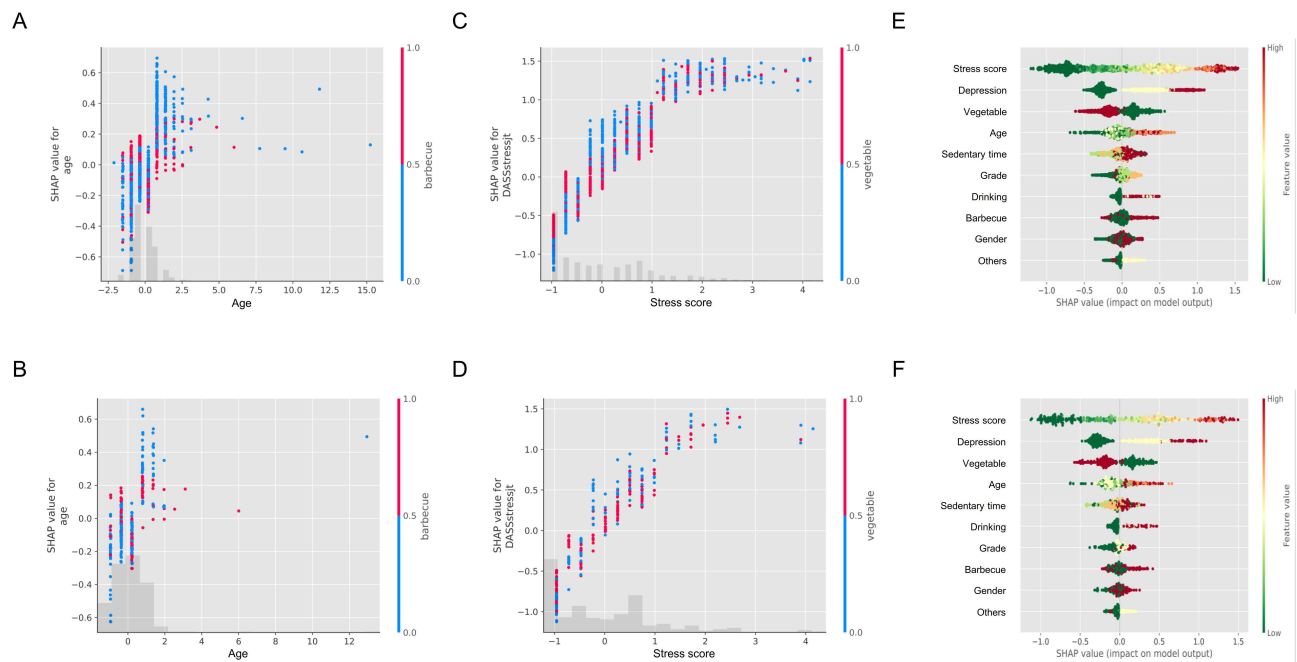 A
SHAP value for
age
0.6
0.4
0.2
0.0
−0.2
−0.4
−0.6
−2.5
0.0
2.5
5.0
7.5
10.0
12.5
15.0
Age
1.0
0.5
0.0
barbecue
C
SHAP value for
DASSstressjt
1.5
1.0
0.5
0.0
−0.5
−1.0
−1
0
1
2
3
4
Stress score
1.0
0.5
0.0
vegetable
E
Stress score
Depression
Vegetable
Age
Sedentary time
Grade
Drinking
Barbecue
Gender
Others
−1.0
−0.5
0.0
0.5
1.0
1.5
SHAP value (impact on model output)
High
Low
Feature value
B
SHAP value for
age
0.6
0.4
0.2
0.0
−0.2
−0.4
−0.6
0
2
4
6
8
10
12
Age
1.0
0.5
0.0
barbecue
D
SHAP value for
DASSstressjt
1.5
1.0
0.5
0.0
−0.5
−1.0
−1
0
1
2
3
4
Stress score
1.0
0.5
0.0
vegetable
F
Stress score
Depression
Vegetable
Age
Sedentary time
Drinking
Grade
Barbecue
Gender
Others
−1.0
−0.5
0.0
0.5
1.0
1.5
SHAP value (impact on model output)
High
Low
Feature value